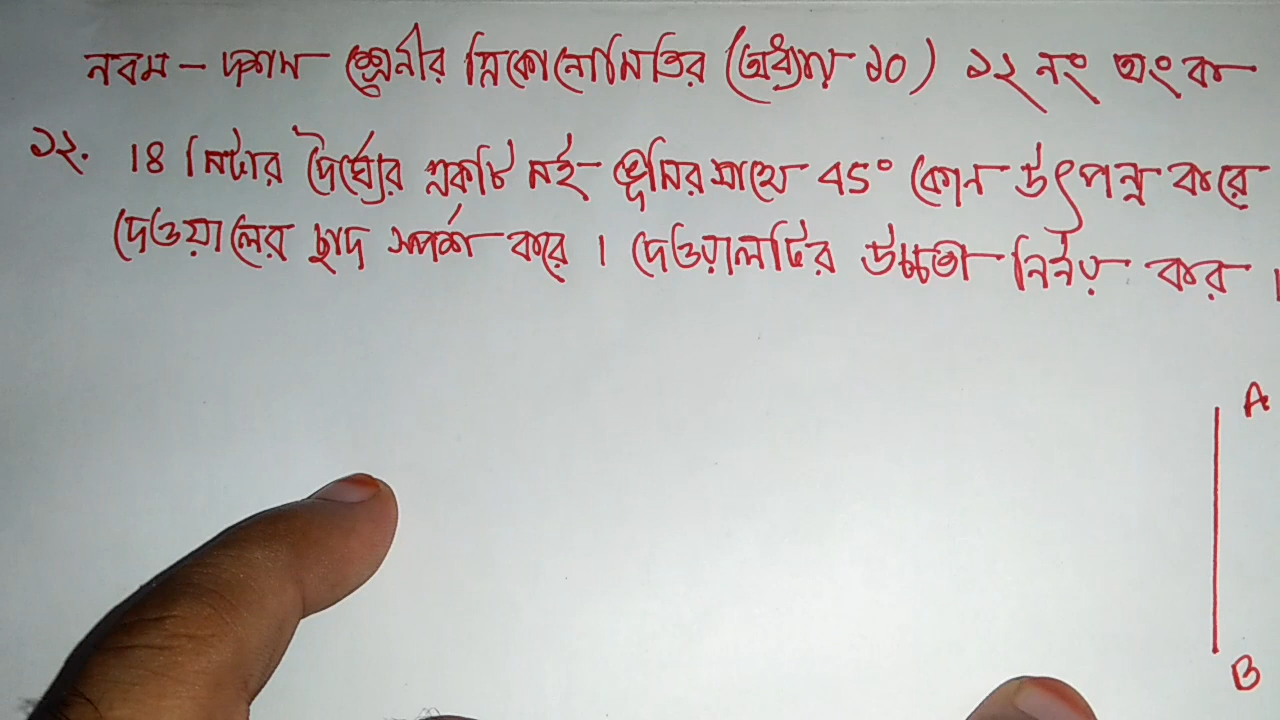 নবম - দশম শ্রেনীর ত্রিকোনোমিতির (অধ্যায় ১০) ১২ নং অংক
১২. 18 মিটার দৈর্ঘ্যের একটি মই ভূমির সাথে 45° কোন উৎপন্ন করে
দেওয়ালের ছাদ স্পর্শ করে । দেওয়ালটির উচ্চতা নির্নয় কর ।
A
B